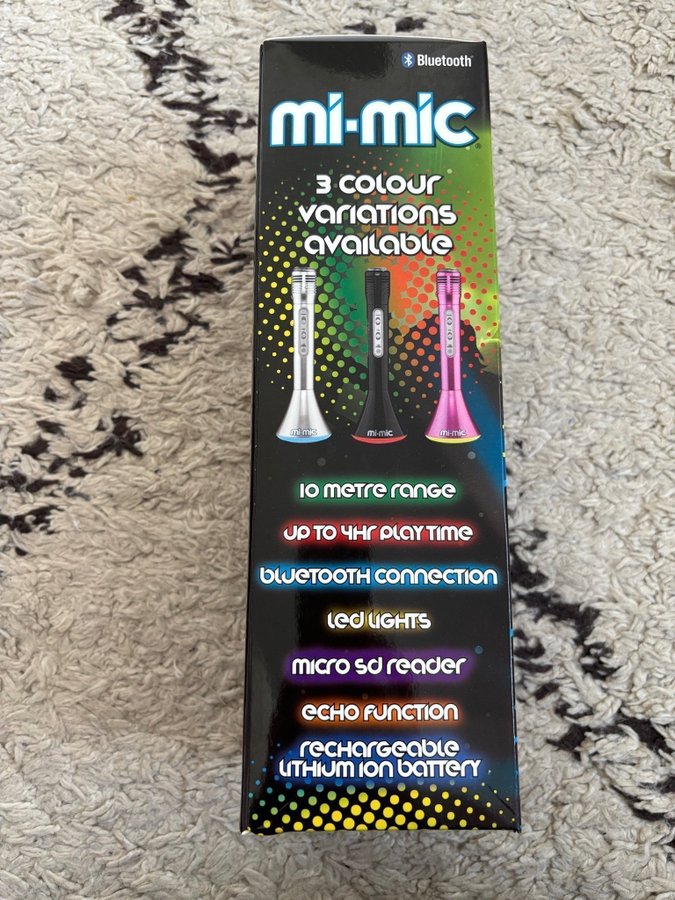 Bluetooth®
mi-mic®
3 COLOUR
variations
available
mi-mic mi-mic mi-mic
10 metre range
UP TO 4Hr PLAY TIME
BLUETOOTH CONNECTION
LED LIGHTS
micro sd reader
ECHO FUNCTION
rechargeable
LITHIUM ION BATTERY